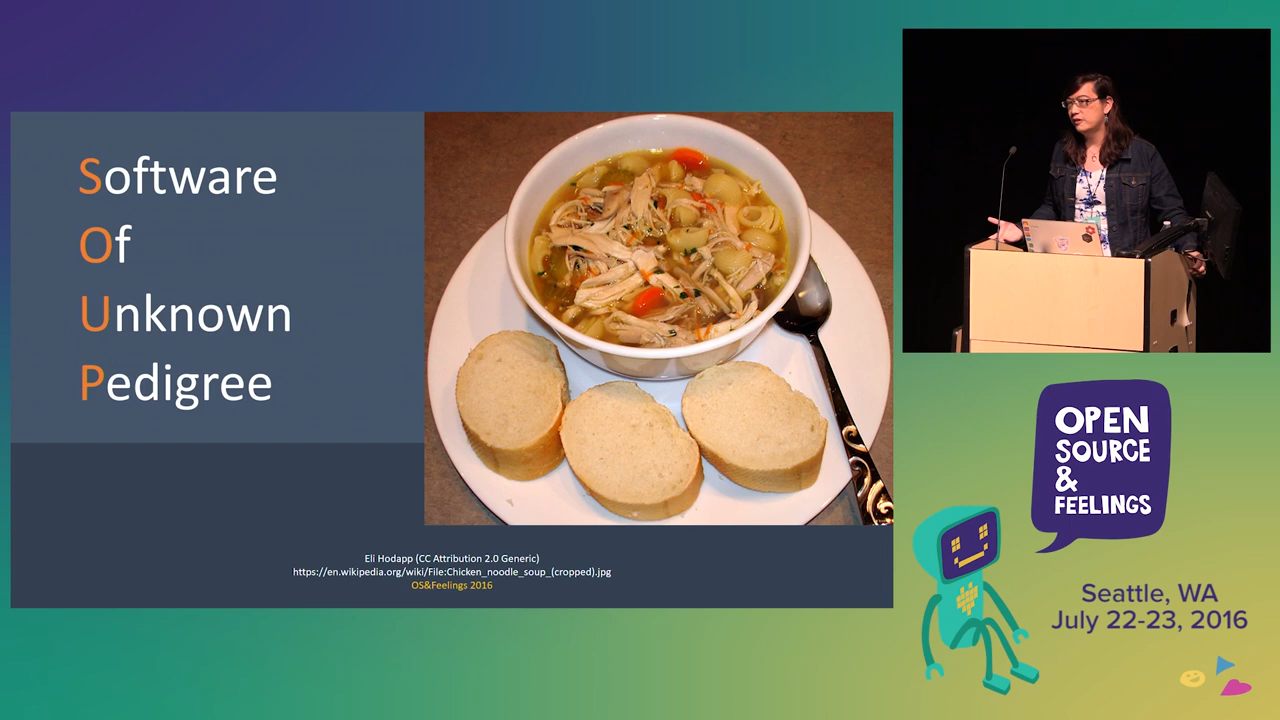 Software
Of
Unknown
Pedigree
Eli Hodapp (CC Attribution 2.0 Generic)
https://en.wikipedia.org/wiki/File:Chicken_noodle_soup_(cropped).jpg
OS&Feelings 2016
OPEN
SOURCE
&
FEELINGS
Seattle, WA
July 22-23, 2016